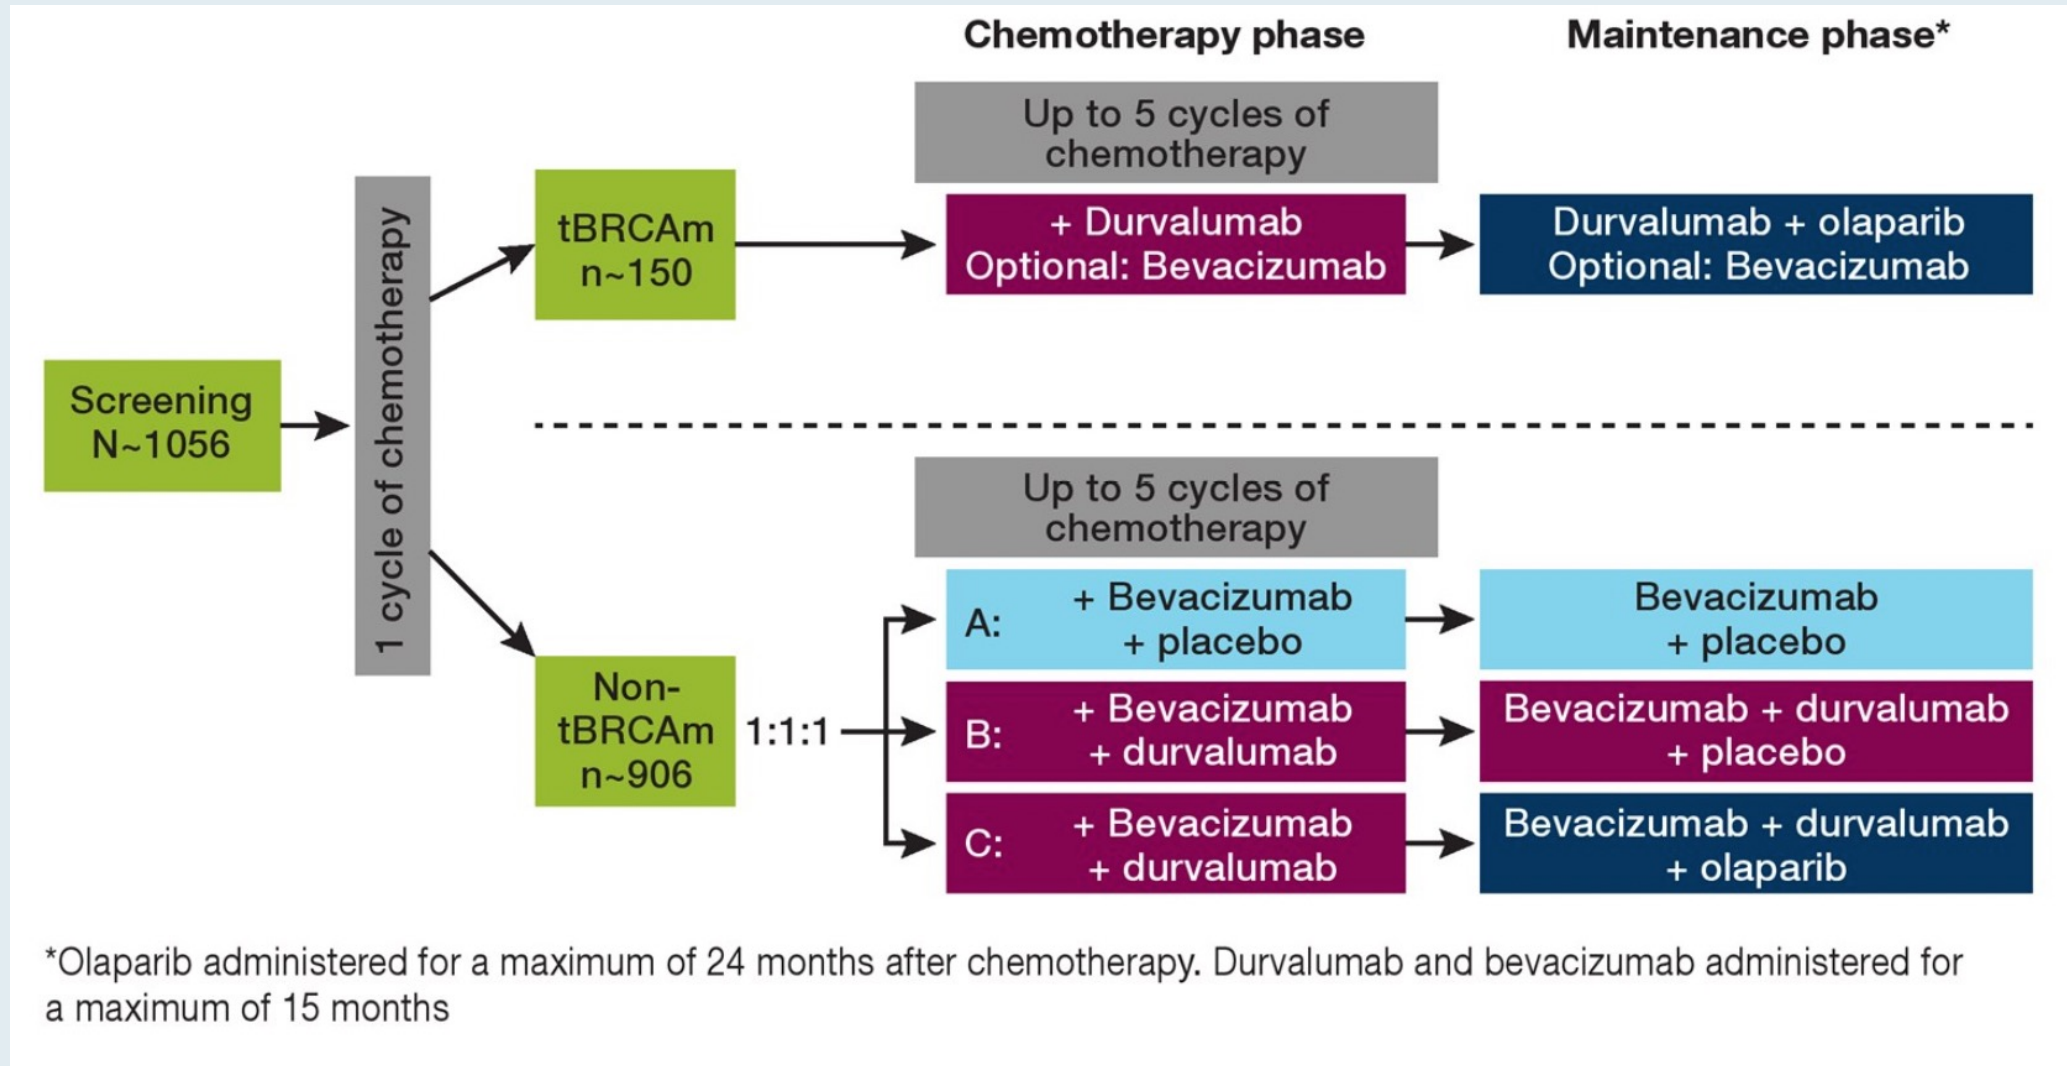 Chemotherapy phase
Maintenance phase*
Screening
N~1056
1 cycle of chemotherapy
tBRCAm
n~150
Up to 5 cycles of
chemotherapy
+ Durvalumab
Optional: Bevacizumab
Durvalumab + olaparib
Optional: Bevacizumab
Non-
tBRCAm
n~906
1:1:1
Up to 5 cycles of
chemotherapy
A: + Bevacizumab
+ placebo
Bevacizumab
+ placebo
B: + Bevacizumab
+ durvalumab
Bevacizumab + durvalumab
+ placebo
C: + Bevacizumab
+ durvalumab
Bevacizumab + durvalumab
+ olaparib
*Olaparib administered for a maximum of 24 months after chemotherapy. Durvalumab and bevacizumab administered for
a maximum of 15 months